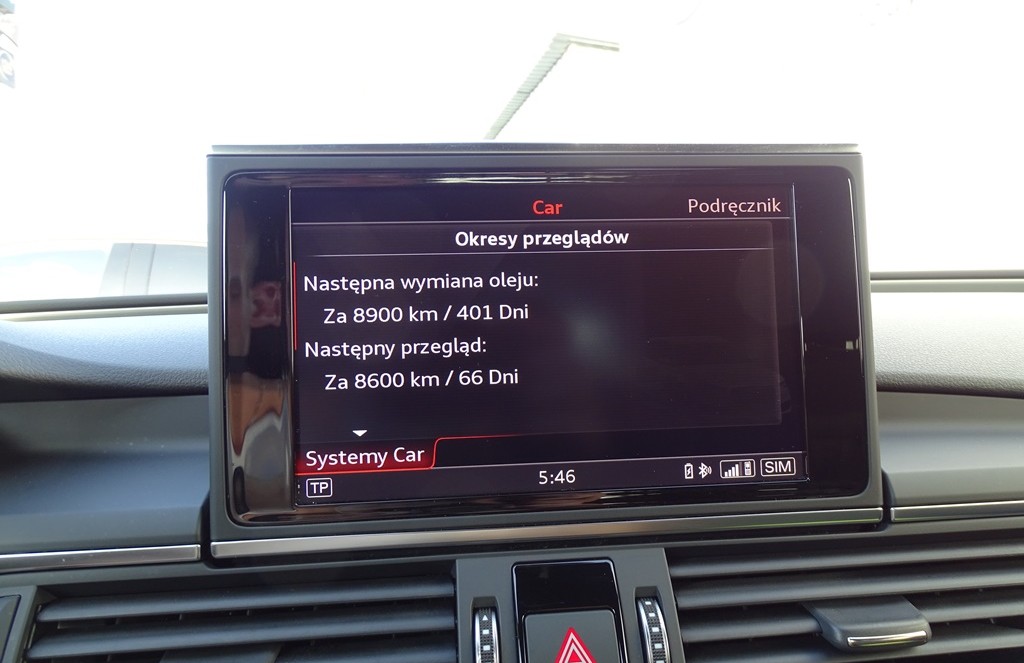 Car
Podręcznik
Okresy przeglądów
Następna wymiana oleju:
Za 8900 km / 401 Dni
Następny przegląd:
Za 8600 km / 66 Dni
Systemy Car
TP
5:46
SIM